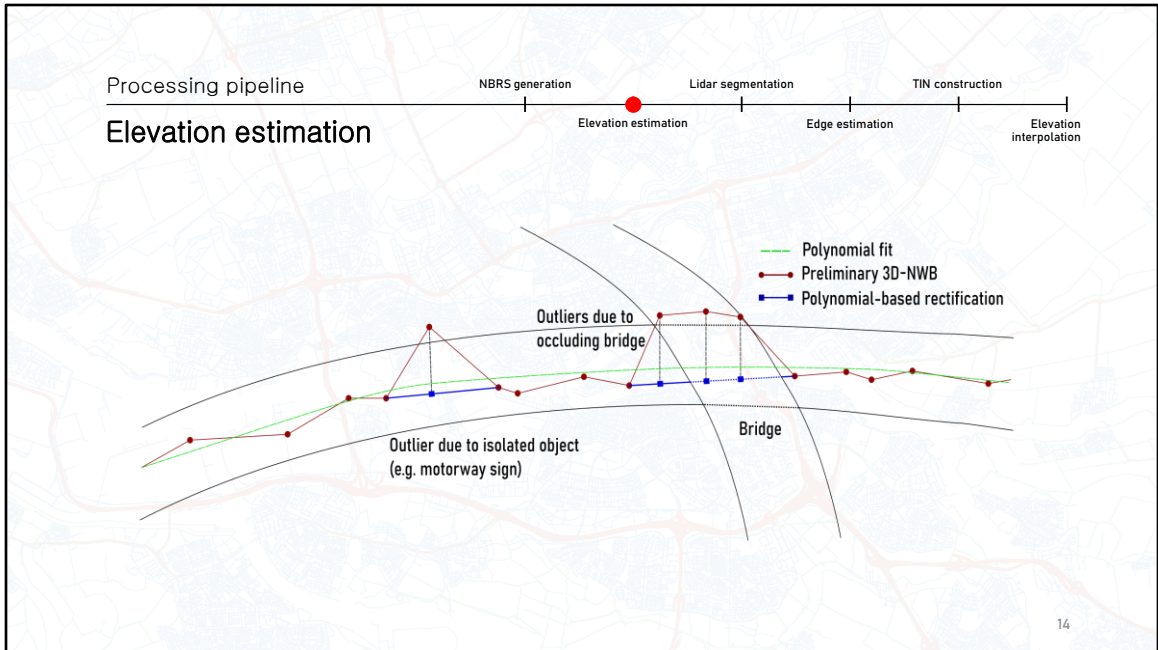 Processing pipeline
Elevation estimation
NBRS generation
Elevation estimation
Lidar segmentation
Edge estimation
TIN construction
Elevation
interpolation
Polynomial fit
Preliminary 3D-NWB
Polynomial-based rectification
Outliers due to
occluding bridge
Bridge
Outlier due to isolated object
(e.g. motorway sign)
14